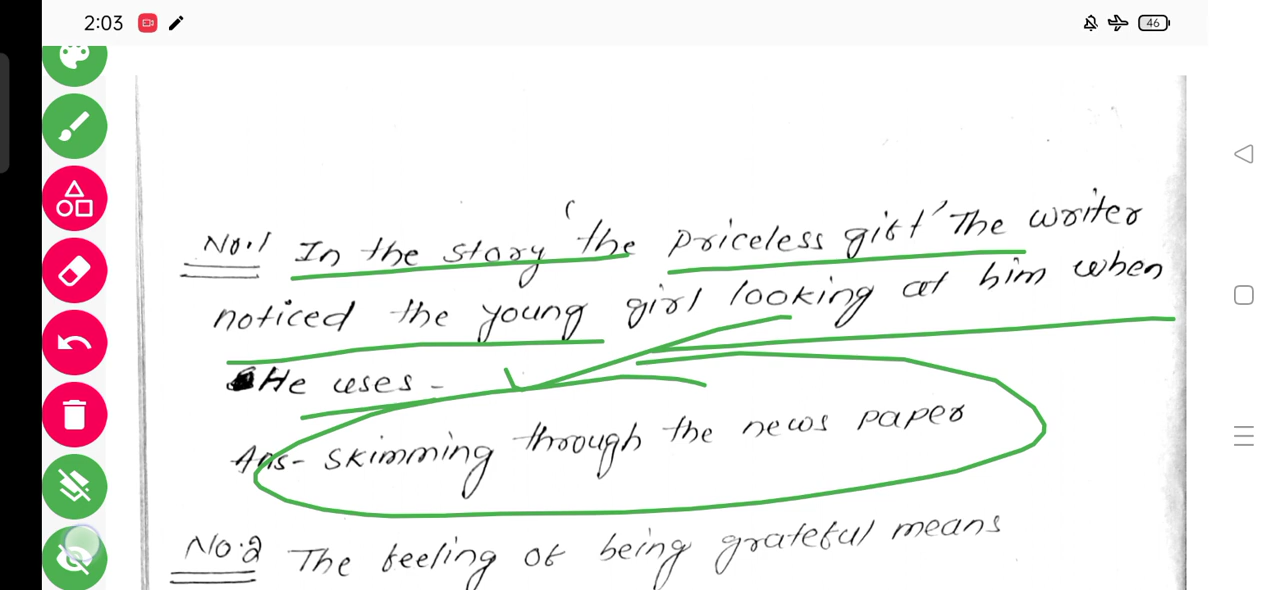 2:03
46
No.1 In the story 'the priceless gift' The writer
noticed the young girl looking at him when
He uses -
Ans- Skimming through the news paper
No.2 The feeling of being grateful means